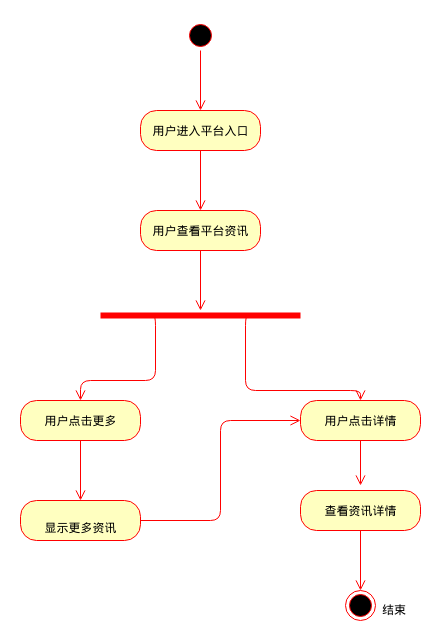 用户进入平台入口
用户查看平台资讯
用户点击更多
用户点击详情
显示更多资讯
查看资讯详情
结束